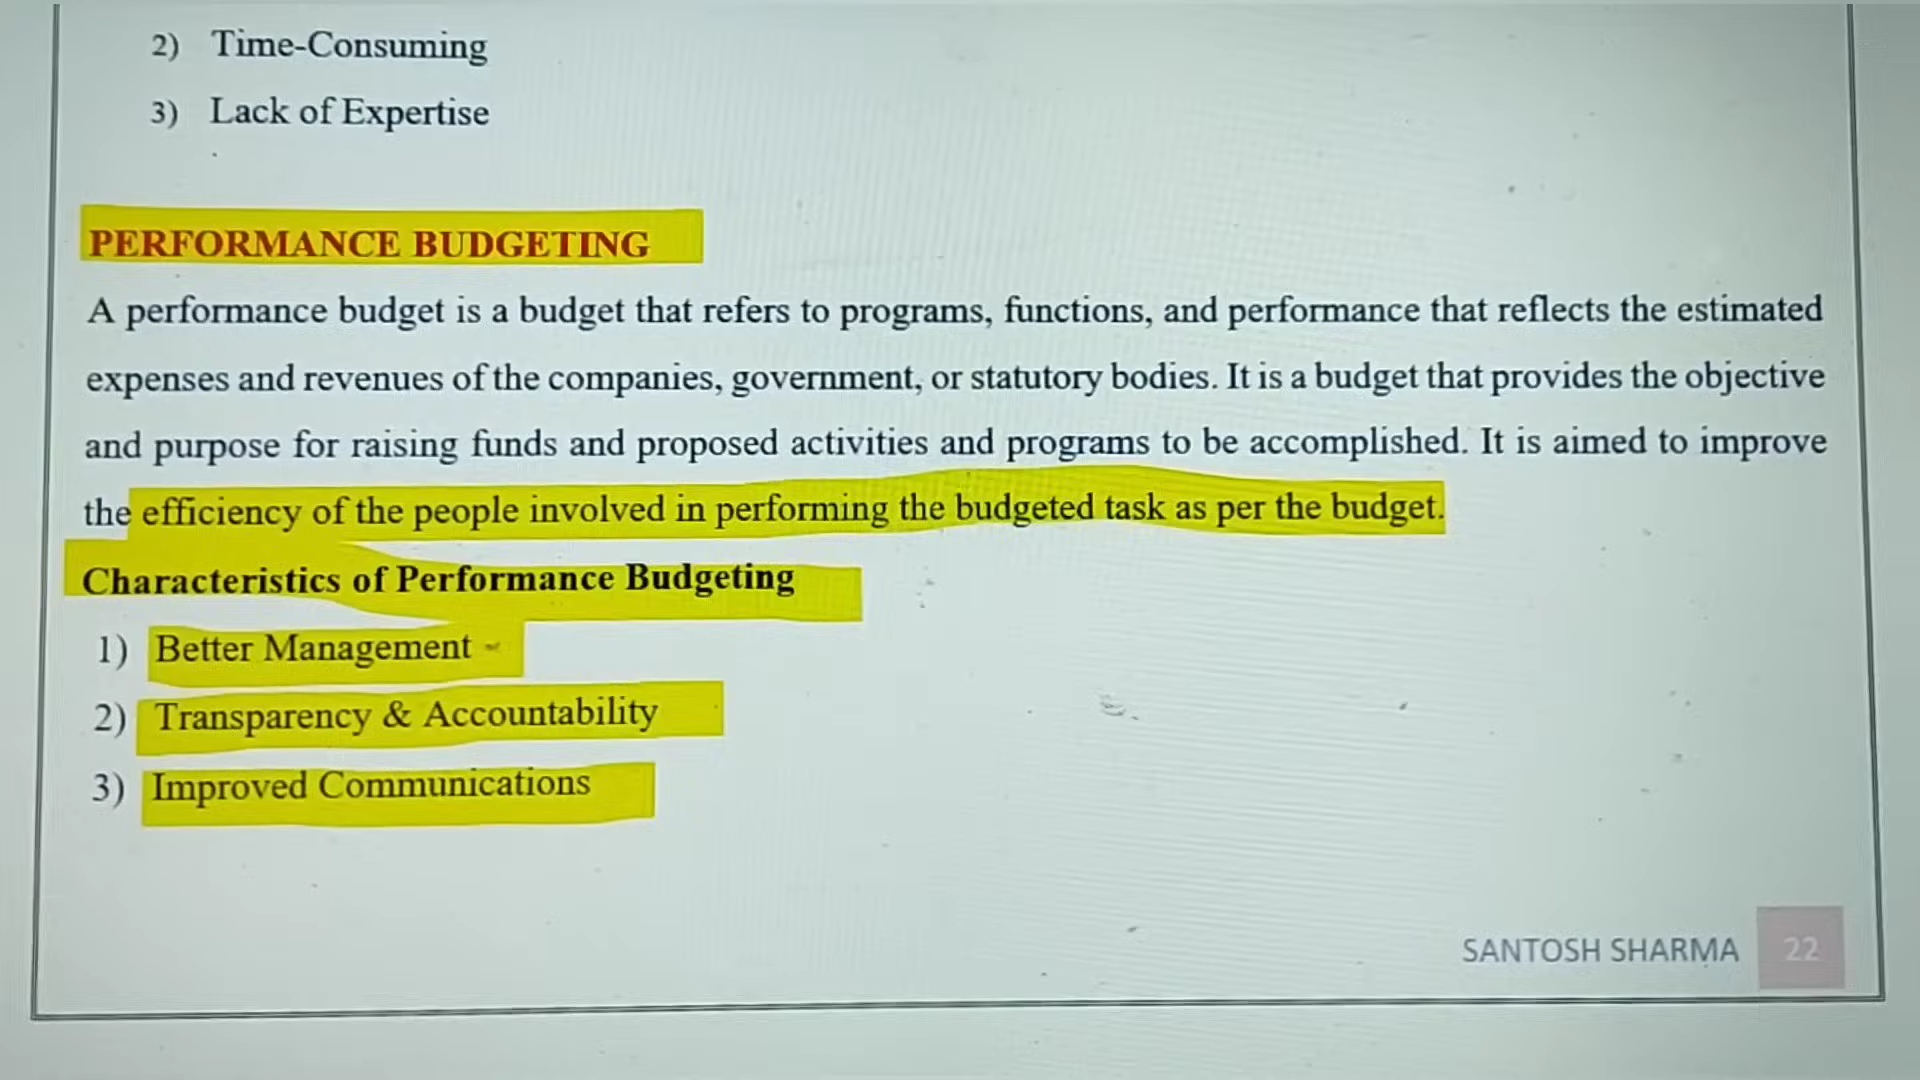 2) Time-Consuming
3) Lack of Expertise
PERFORMANCE BUDGETING
A performance budget is a budget that refers to programs, functions, and performance that reflects the estimated
expenses and revenues of the companies, government, or statutory bodies. It is a budget that provides the objective
and purpose for raising funds and proposed activities and programs to be accomplished. It is aimed to improve
the efficiency of the people involved in performing the budgeted task as per the budget.
Characteristics of Performance Budgeting
1) Better Management
2) Transparency & Accountability
3) Improved Communications
SANTOSH SHARMA 22